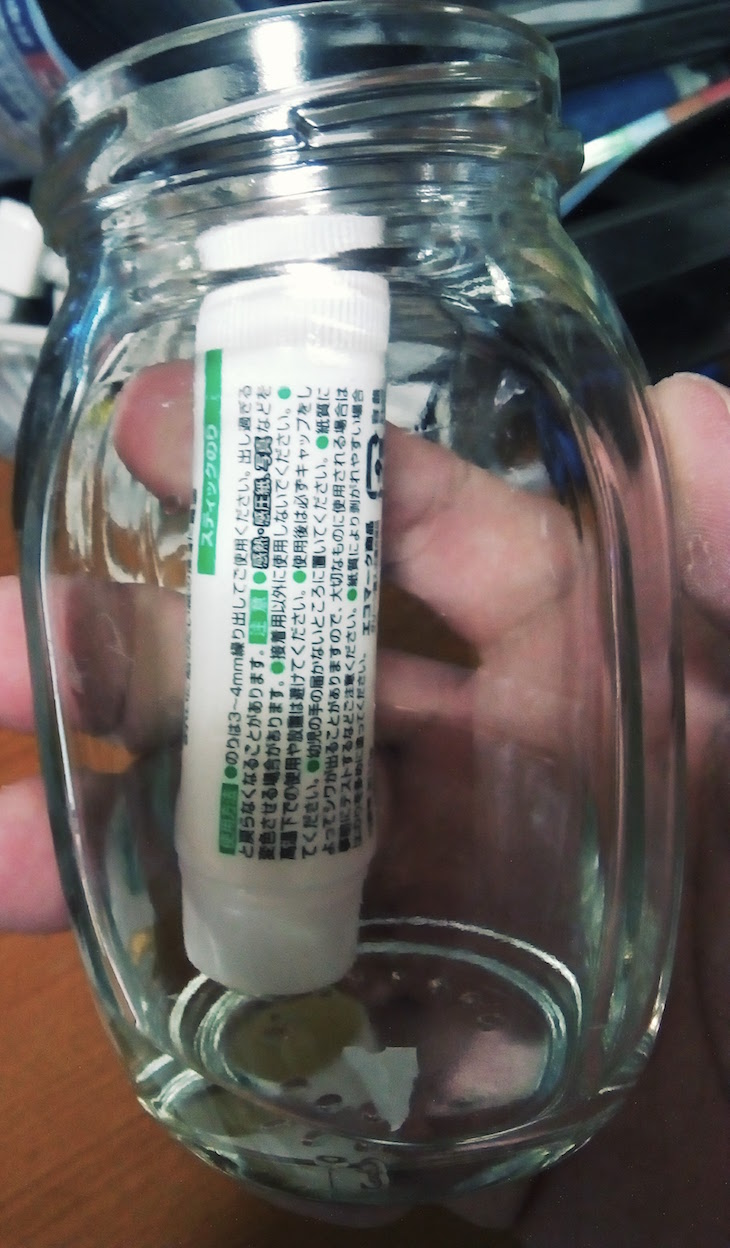 スティックのり
使用方法 ●のりは3〜4mm繰り出してご使用ください。出し過ぎる
と戻らなくなることがあります。 注意 ●感熱・感圧紙、写真などを
変色させる場合があります。●接着用以外に使用しないでください。●
高温下での使用や放置は避けてください。●使用後は必ずキャップをし
てください。●幼児の手の届かないところに置いてください。●紙質に
よってシワが出ることがありますので、大切なものに使用される場合は
事前にテストするなどご注意ください。●紙質により剥がれやすい場合
エコマーク商品